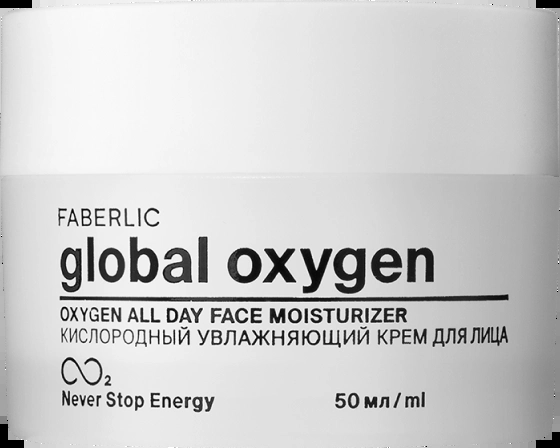 FABERLIC
global oxygen
OXYGEN ALL DAY FACE MOISTURIZER
КИСЛОРОДНЫЙ УВЛАЖНЯЮЩИЙ КРЕМ ДЛЯ ЛИЦА
∞2
Never Stop Energy
50 мл/ml